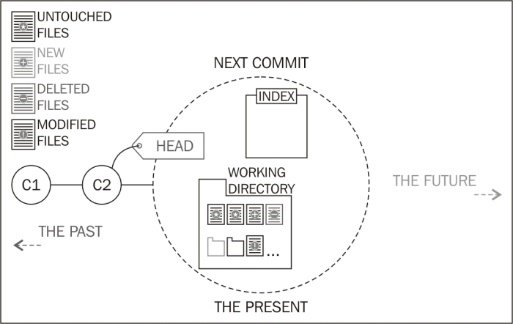 UNTOUCHED
FILES
NEW
FILES
DELETED
FILES
MODIFIED
FILES
NEXT COMMIT
INDEX
HEAD
C1
C2
WORKING
DIRECTORY
...
THE FUTURE
THE PAST
THE PRESENT